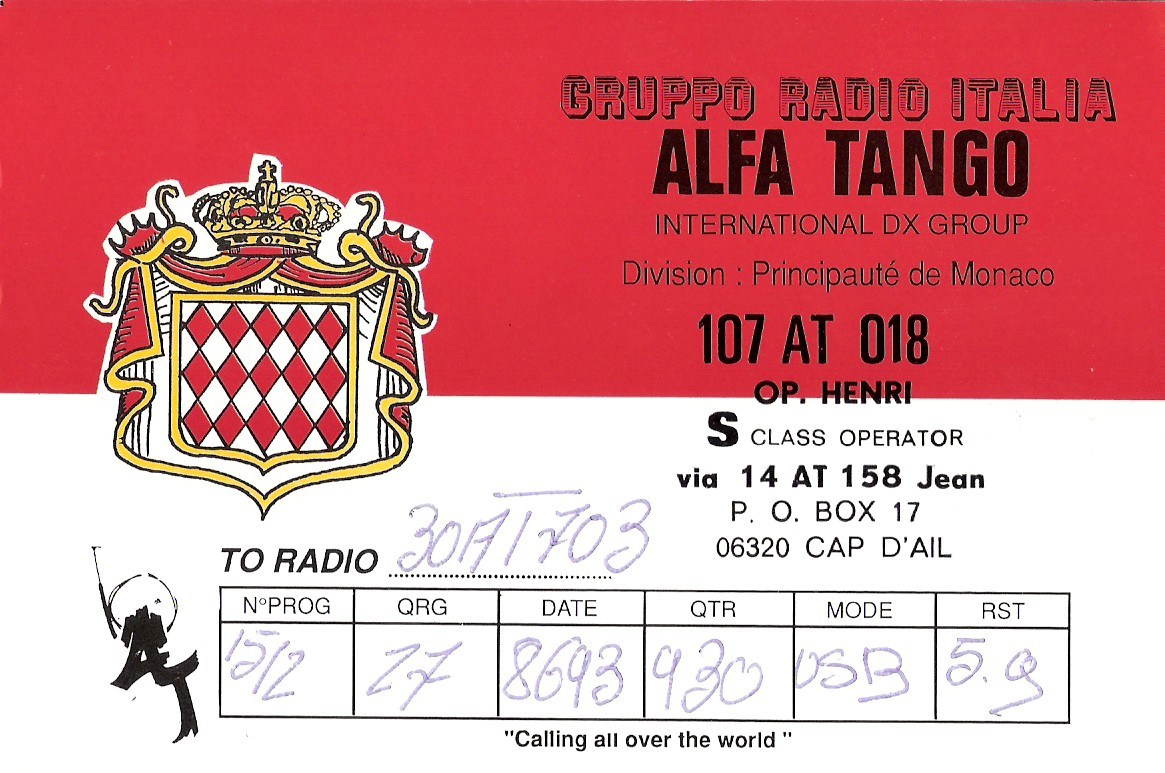 GRUPPO RADIO ITALIA
ALFA TANGO
INTERNATIONAL DX GROUP
Division : Principauté de Monaco
107 AT 018
OP. HENRI
S CLASS OPERATOR
via 14 AT 158 Jean
P. O. BOX 17
06320 CAP D'AIL
TO RADIO 30AT703
N°PROG QRG DATE QTR MODE RST
15/2 27 8693 930 USB 5.9
AT
"Calling all over the world "